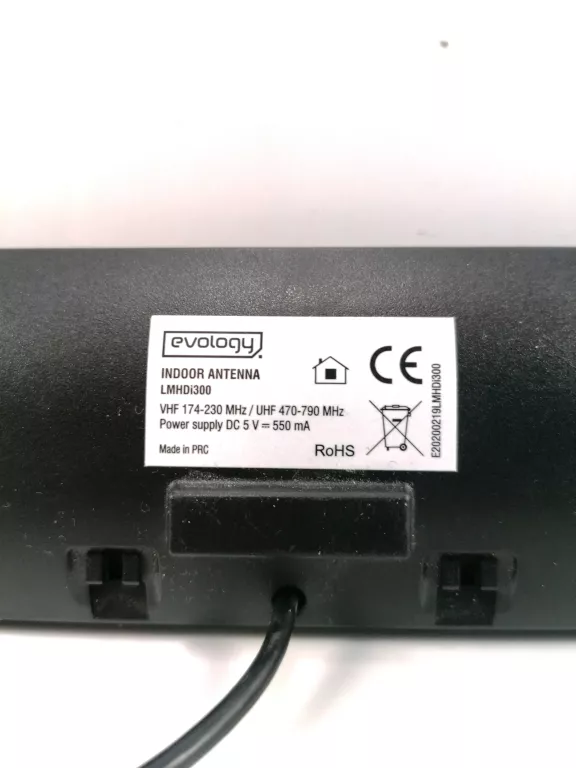 evology
INDOOR ANTENNA
LMHDi300
VHF 174-230 MHz / UHF 470-790 MHz
Power supply DC 5 V ⎓ 550 mA
Made in PRC
RoHS
CE
E20200219LMHDi300